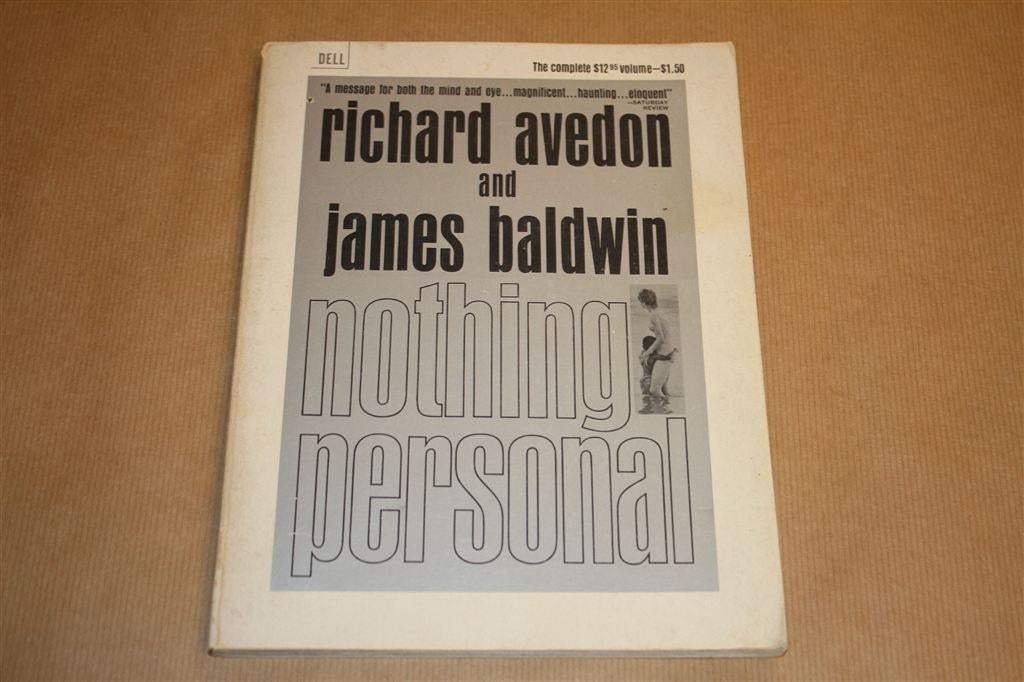 DELL
The complete $12.95 volume—$1.50
"A message for both the mind and eye...magnificent...haunting...eloquent"
—SATURDAY
REVIEW
richard avedon
and
james baldwin
nothing
personal